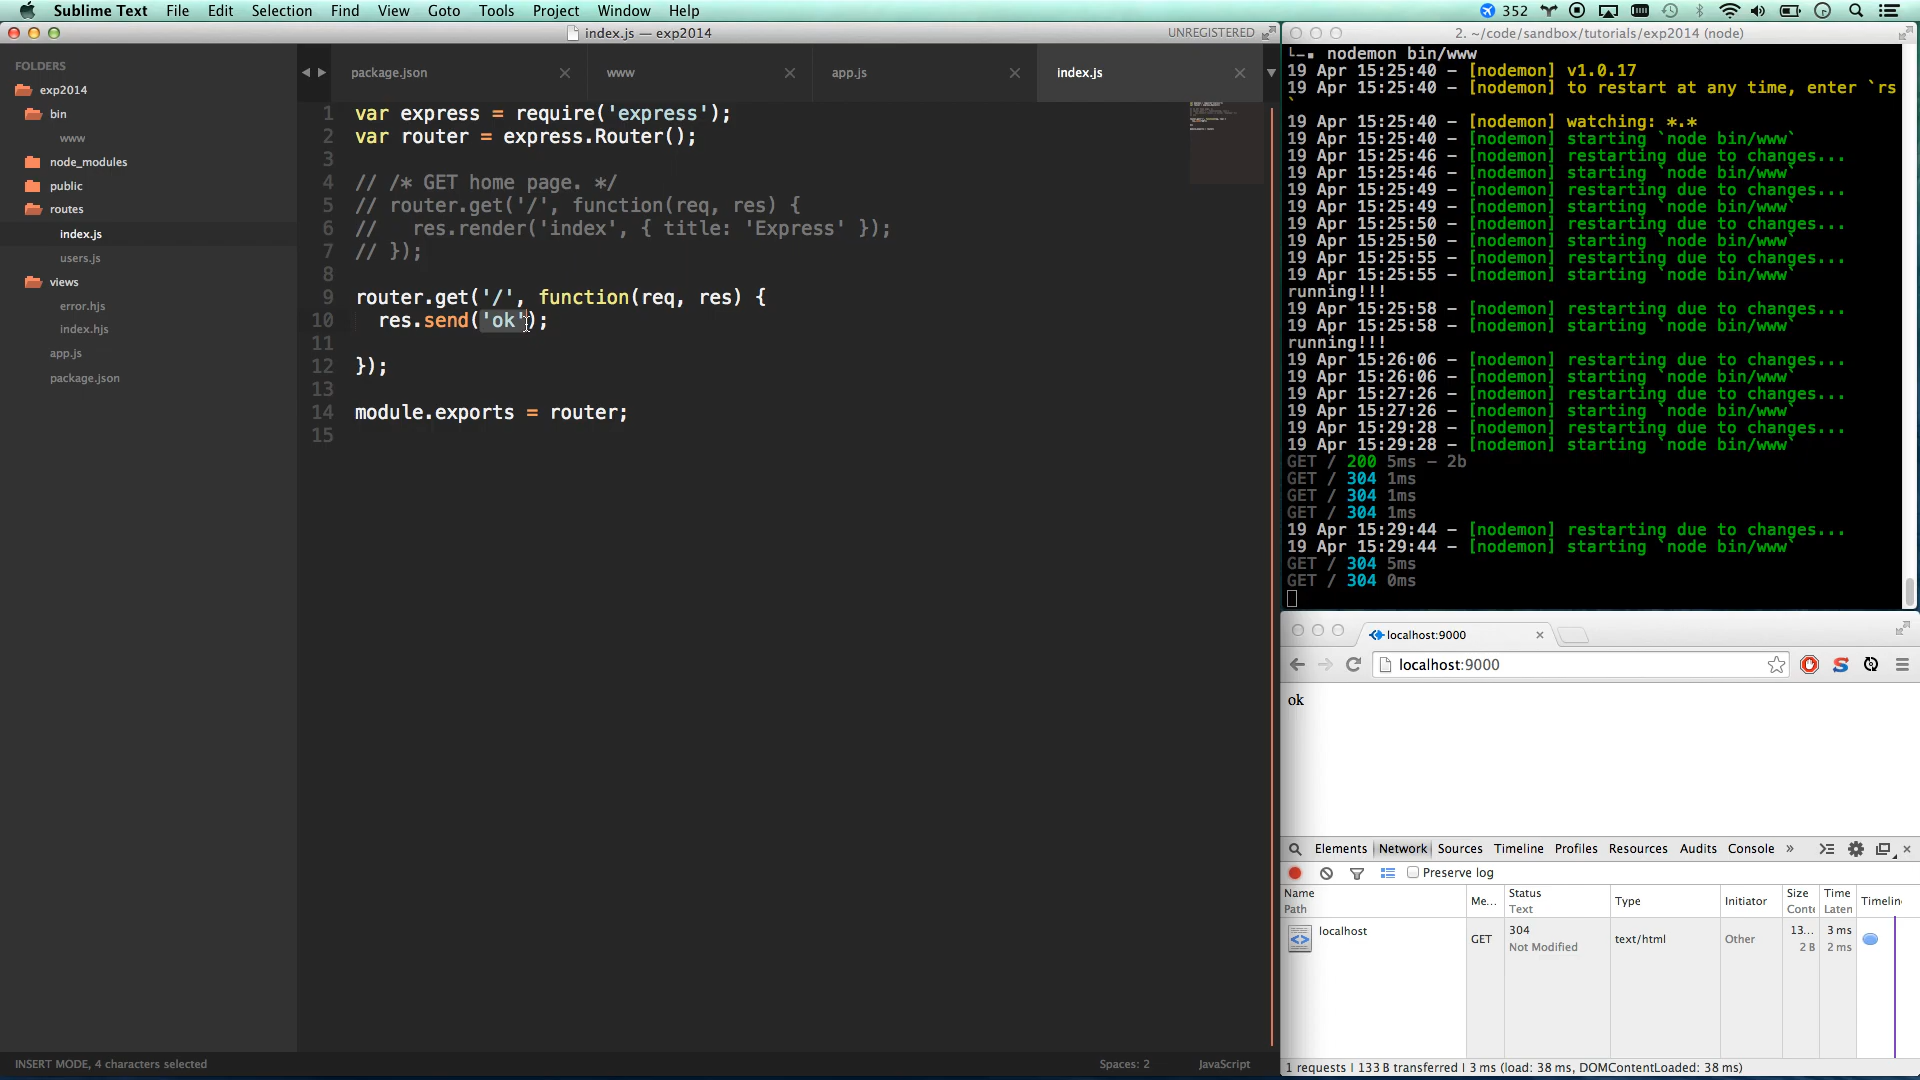 Sublime Text File Edit Selection Find View Goto Tools Project Window Help 352
index.js — exp2014 UNREGISTERED
FOLDERS
exp2014
bin
www
node_modules
public
routes
index.js
users.js
views
error.hjs
index.hjs
app.js
package.json
package.json www app.js index.js
1 var express = require('express');
2 var router = express.Router();
3
4 // /* GET home page. */
5 // router.get('/', function(req, res) {
6 //   res.render('index', { title: 'Express' });
7 // });
8
9 router.get('/', function(req, res) {
10   res.send('ok');
11
12 });
13
14 module.exports = router;
15
INSERT MODE, 4 characters selected Spaces: 2 JavaScript
2. ~/code/sandbox/tutorials/exp2014 (node)
nodemon bin/www
19 Apr 15:25:40 – [nodemon] v1.0.17
19 Apr 15:25:40 – [nodemon] to restart at any time, enter `rs
`
19 Apr 15:25:40 – [nodemon] watching: *.*
19 Apr 15:25:40 – [nodemon] starting `node bin/www`
19 Apr 15:25:46 – [nodemon] restarting due to changes...
19 Apr 15:25:46 – [nodemon] starting `node bin/www`
19 Apr 15:25:49 – [nodemon] restarting due to changes...
19 Apr 15:25:49 – [nodemon] starting `node bin/www`
19 Apr 15:25:50 – [nodemon] restarting due to changes...
19 Apr 15:25:50 – [nodemon] starting `node bin/www`
19 Apr 15:25:55 – [nodemon] restarting due to changes...
19 Apr 15:25:55 – [nodemon] starting `node bin/www`
running!!!
19 Apr 15:25:58 – [nodemon] restarting due to changes...
19 Apr 15:25:58 – [nodemon] starting `node bin/www`
running!!!
19 Apr 15:26:06 – [nodemon] restarting due to changes...
19 Apr 15:26:06 – [nodemon] starting `node bin/www`
19 Apr 15:27:26 – [nodemon] restarting due to changes...
19 Apr 15:27:26 – [nodemon] starting `node bin/www`
19 Apr 15:29:28 – [nodemon] restarting due to changes...
19 Apr 15:29:28 – [nodemon] starting `node bin/www`
GET / 200 5ms – 2b
GET / 304 1ms
GET / 304 1ms
GET / 304 1ms
19 Apr 15:29:44 – [nodemon] restarting due to changes...
19 Apr 15:29:44 – [nodemon] starting `node bin/www`
GET / 304 5ms
GET / 304 0ms
localhost:9000
localhost:9000
ok
Elements Network Sources Timeline Profiles Resources Audits Console »
Preserve log
Name Path Me... Status Text Type Initiator Size Conte Time Laten Timeline
localhost GET 304 Not Modified text/html Other 13... 2 B 3 ms 2 ms
1 requests | 133 B transferred | 3 ms (load: 38 ms, DOMContentLoaded: 38 ms)